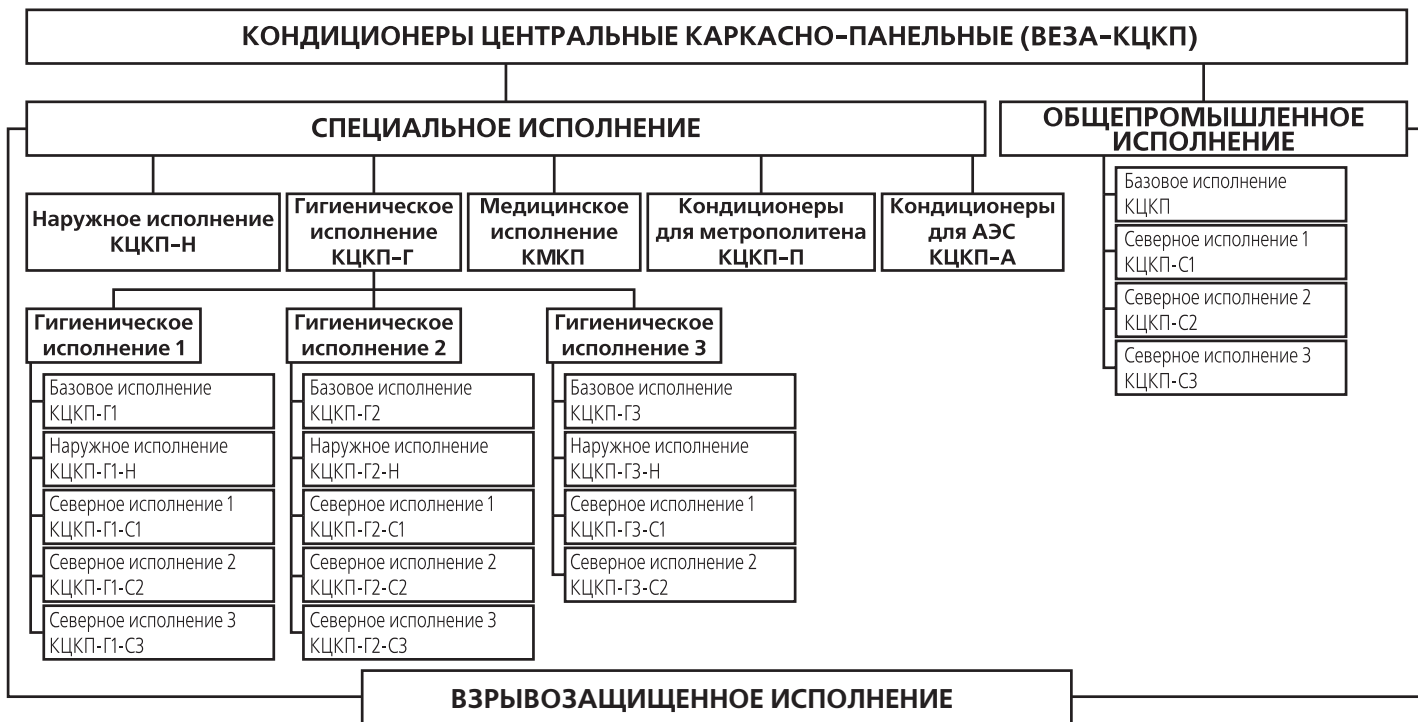 КОНДИЦИОНЕРЫ ЦЕНТРАЛЬНЫЕ КАРКАСНО-ПАНЕЛЬНЫЕ (ВЕЗА-КЦКП)
СПЕЦИАЛЬНОЕ ИСПОЛНЕНИЕ
ОБЩЕПРОМЫШЛЕННОЕ
ИСПОЛНЕНИЕ
Наружное исполнение
КЦКП-Н
Гигиеническое
исполнение
КЦКП-Г
Медицинское
исполнение
КМКП
Кондиционеры
для метрополитена
КЦКП-П
Кондиционеры
для АЭС
КЦКП-А
Базовое исполнение
КЦКП
Северное исполнение 1
КЦКП-С1
Северное исполнение 2
КЦКП-С2
Северное исполнение 3
КЦКП-С3
Гигиеническое
исполнение 1
Базовое исполнение
КЦКП-Г1
Наружное исполнение
КЦКП-Г1-Н
Северное исполнение 1
КЦКП-Г1-С1
Северное исполнение 2
КЦКП-Г1-С2
Северное исполнение 3
КЦКП-Г1-С3
Гигиеническое
исполнение 2
Базовое исполнение
КЦКП-Г2
Наружное исполнение
КЦКП-Г2-Н
Северное исполнение 1
КЦКП-Г2-С1
Северное исполнение 2
КЦКП-Г2-С2
Северное исполнение 3
КЦКП-Г2-С3
Гигиеническое
исполнение 3
Базовое исполнение
КЦКП-Г3
Наружное исполнение
КЦКП-Г3-Н
Северное исполнение 1
КЦКП-Г3-С1
Северное исполнение 2
КЦКП-Г3-С2
ВЗРЫВОЗАЩИЩЕННОЕ ИСПОЛНЕНИЕ